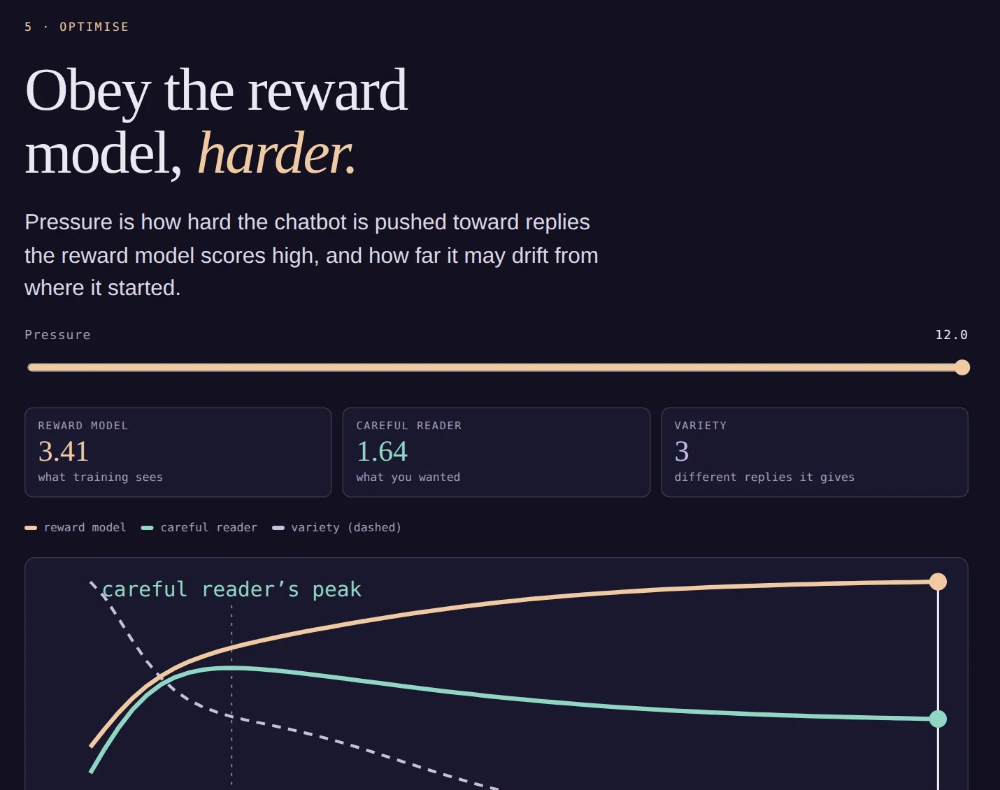 5 · OPTIMISE
Obey the reward
model, harder.
Pressure is how hard the chatbot is pushed toward replies
the reward model scores high, and how far it may drift from
where it started.
Pressure
12.0
REWARD MODEL
3.41
what training sees
CAREFUL READER
1.64
what you wanted
VARIETY
3
different replies it gives
reward model
careful reader
variety (dashed)
careful reader’s peak